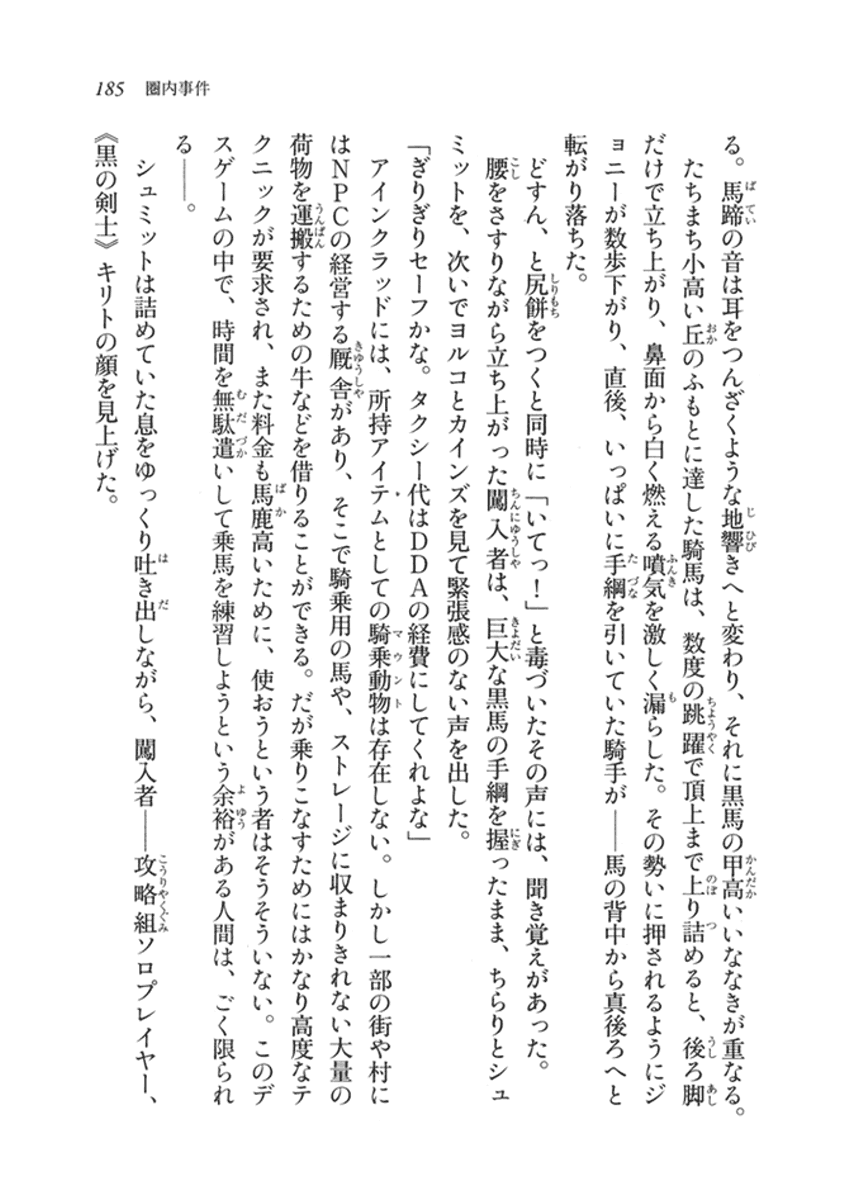 185 圏内事件
る。馬蹄の音は耳をつんざくような地響きへと変わり、それに黒馬の甲高いいななきが重なる。
たちまち小高い丘のふもとに達した騎馬は、数度の跳躍で頂上まで上り詰めると、後ろ脚
だけで立ち上がり、鼻面から白く燃える噴気を激しく漏らした。その勢いに押されるようにジ
ョニーが数歩下がり、直後、いっぱいに手綱を引いていた騎手が――馬の背中から真後ろへと
転がり落ちた。
どすん、と尻餅をつくと同時に「いてっ！」と毒づいたその声には、聞き覚えがあった。
腰をさすりながら立ち上がった闖入者は、巨大な黒馬の手綱を握ったまま、ちらりとシュ
ミットを、次いでヨルコとカインズを見て緊張感のない声を出した。
「ぎりぎりセーフかな。タクシー代はＤＤＡの経費にしてくれよな」
アインクラッドには、所持アイテムとしての騎乗動物は存在しない。しかし一部の街や村に
はＮＰＣの経営する厩舎があり、そこで騎乗用の馬や、ストレージに収まりきれない大量の
荷物を運搬するための牛などを借りることができる。だが乗りこなすためにはかなり高度なテ
クニックが要求され、また料金も馬鹿高いために、使おうという者はそうそういない。このデ
スゲームの中で、時間を無駄遣いして乗馬を練習しようという余裕がある人間は、ごく限られ
る――。
シュミットは詰めていた息をゆっくり吐き出しながら、闖入者――攻略組ソロプレイヤー、
《黒の剣士》キリトの顔を見上げた。